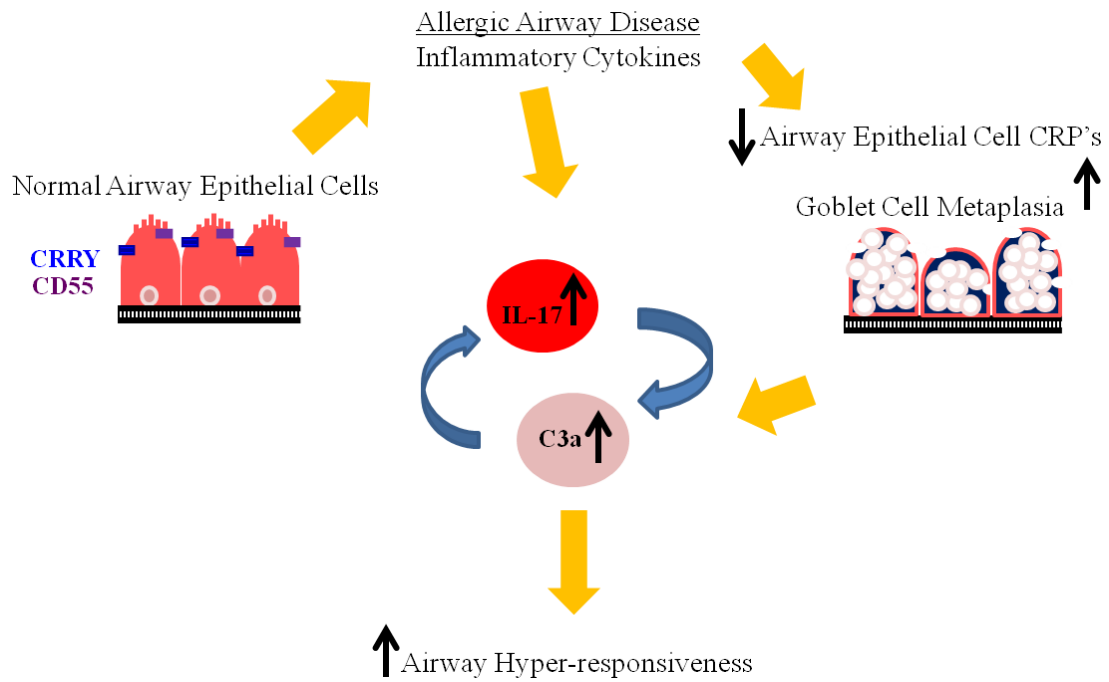 Allergic Airway Disease
Inflammatory Cytokines
Airway Epithelial Cell CRP's
Normal Airway Epithelial Cells
Goblet Cell Metaplasia
CRRY
CD55
IL-17
C3a
Airway Hyper-responsiveness